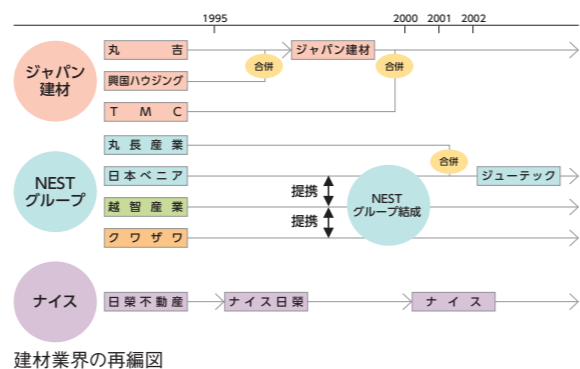 1995 2000 2001 2002
ジャパン
建材
丸吉
ジャパン建材
合併
合併
興国ハウジング
TMC
NEST
グループ
丸長産業
合併
日本ベニア
ジューテック
提携
NEST
グループ結成
越智産業
提携
クワザワ
ナイス
日榮不動産
ナイス日榮
ナイス
建材業界の再編図